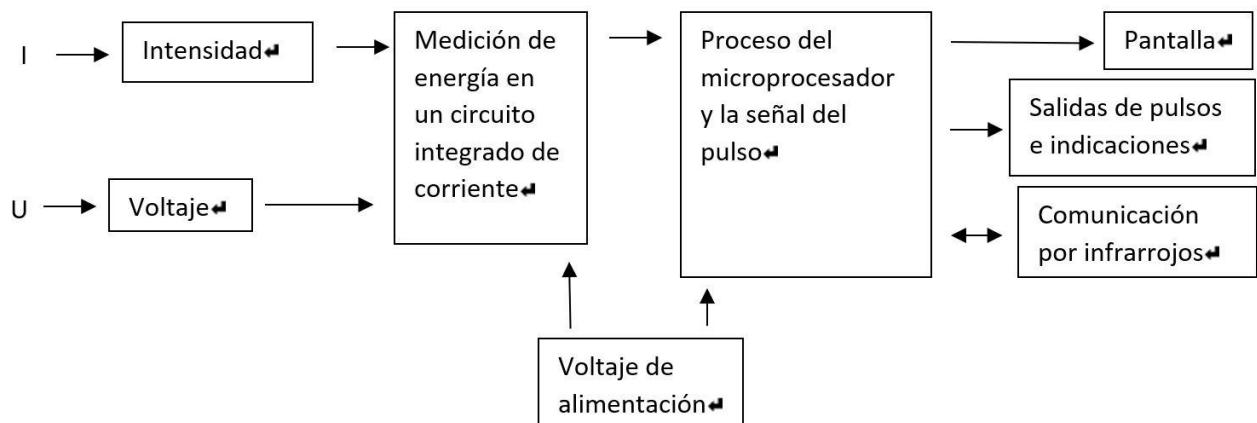 I
Intensidad↵
U
Voltaje↵
Medición de
energía en
un circuito
integrado de
corriente↵
Proceso del
microprocesador
y la señal del
pulso↵
Pantalla↵
Salidas de pulsos
e indicaciones↵
Comunicación
por infrarrojos↵
Voltaje de
alimentación↵